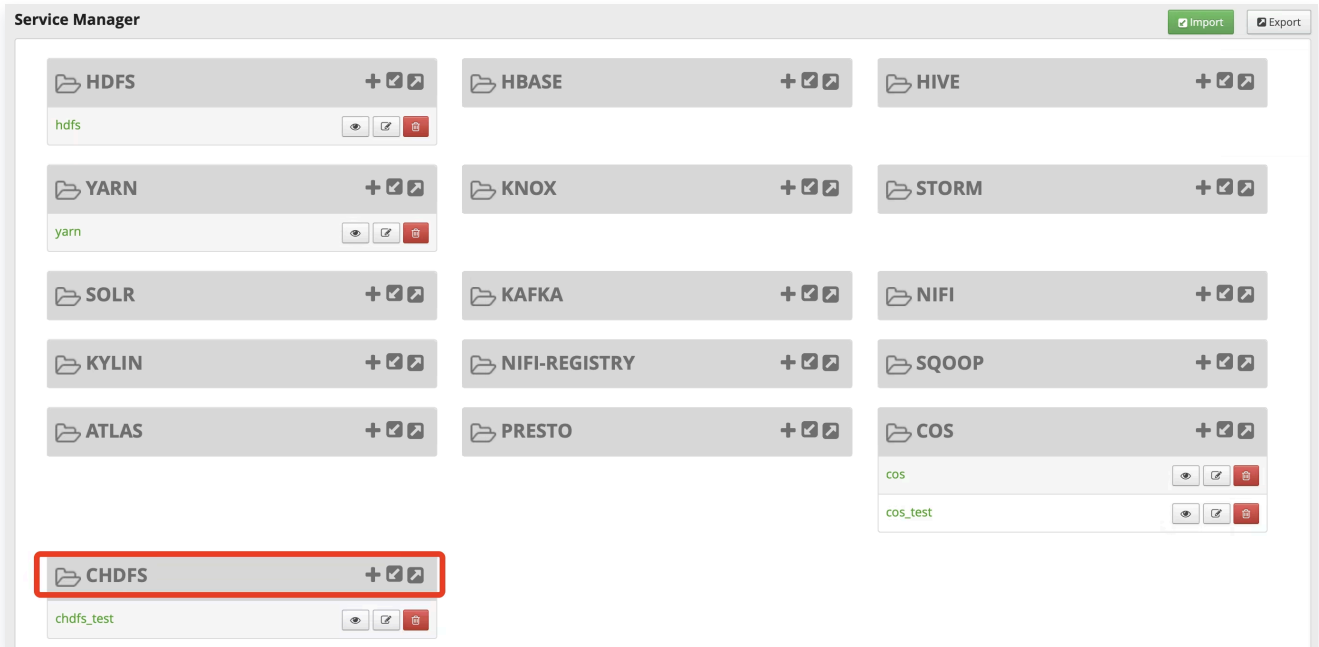 Service Manager
Import
Export
HDFS
HBASE
HIVE
hdfs
YARN
KNOX
STORM
yarn
SOLR
KAFKA
NIFI
KYLIN
NIFI-REGISTRY
SQOOP
ATLAS
PRESTO
COS
cos
cos_test
CHDFS
chdfs_test